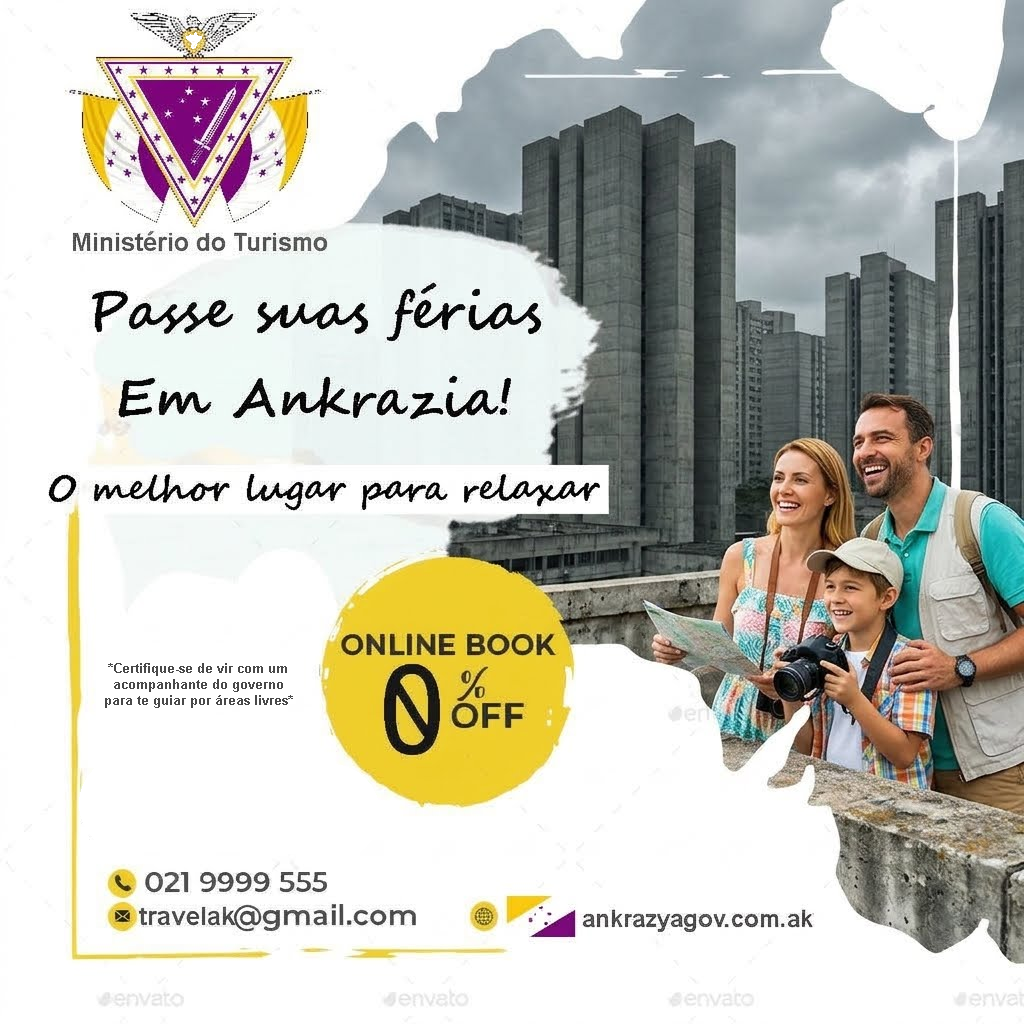 Ministério do Turismo
Passe suas férias
Em Ankrazia!
O melhor lugar para relaxar
ONLINE BOOK
0% OFF
*Certifique-se de vir com um
acompanhante do governo
para te guiar por áreas livres*
021 9999 555
travelak@gmail.com
ankrazyagov.com.ak
envato
envato
envato
envato